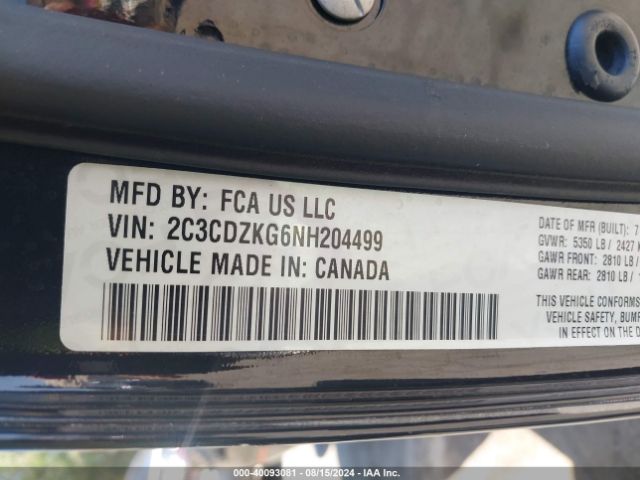 MFD BY: FCA US LLC
VIN: 2C3CDZKG6NH204499
VEHICLE MADE IN: CANADA
DATE OF MFR (BUILT): 7
GVWR: 5350 LB / 2427
GAWR FRONT: 2810 LB /
GAWR REAR: 2810 LB /
THIS VEHICLE CONFORMS
SAFETY, BUMP
IN EFFECT ON THE D
000-40093081 - 08/15/2024 - IAA Inc.